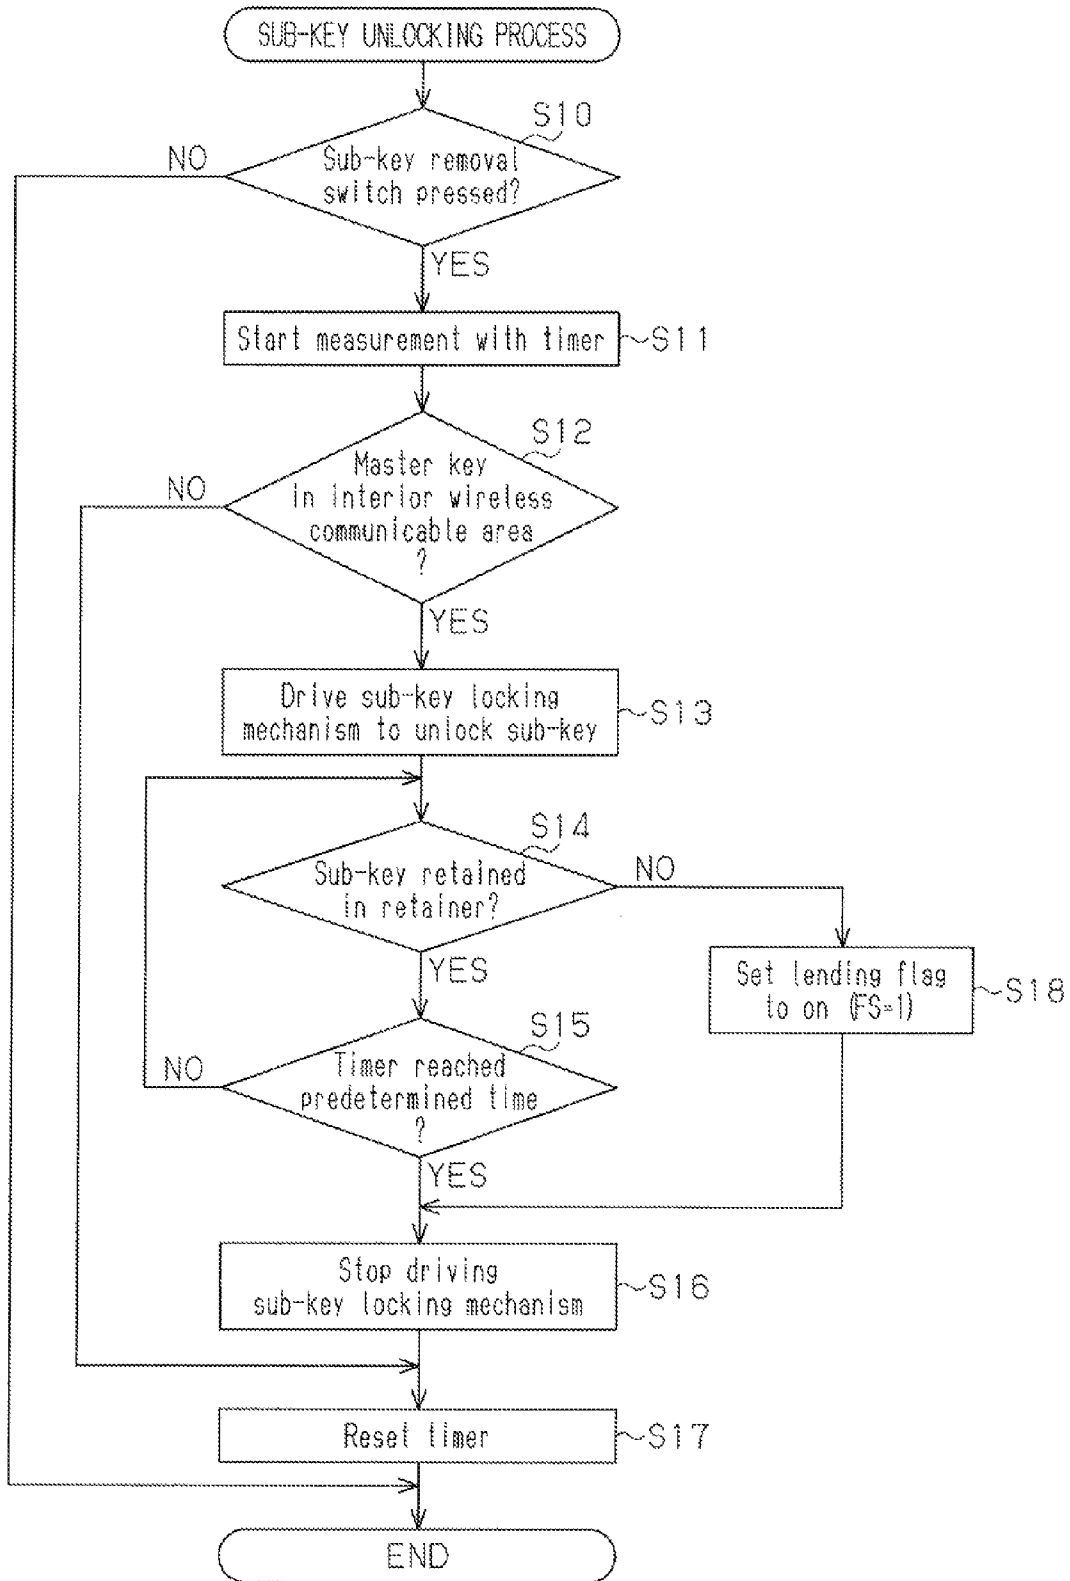 SUB-KEY UNLOCKING PROCESS
S10
NO
Sub-key removal
switch pressed?
YES
Start measurement with timer
S11
S12
NO
Master key
in interior wireless
communicable area
?
YES
Drive sub-key locking
mechanism to unlock sub-key
S13
S14
Sub-key retained
in retainer?
NO
YES
Set lending flag
to on (FS=1)
S18
S15
NO
Timer reached
predetermined time
?
YES
Stop driving
sub-key locking mechanism
S16
Reset timer
S17
END